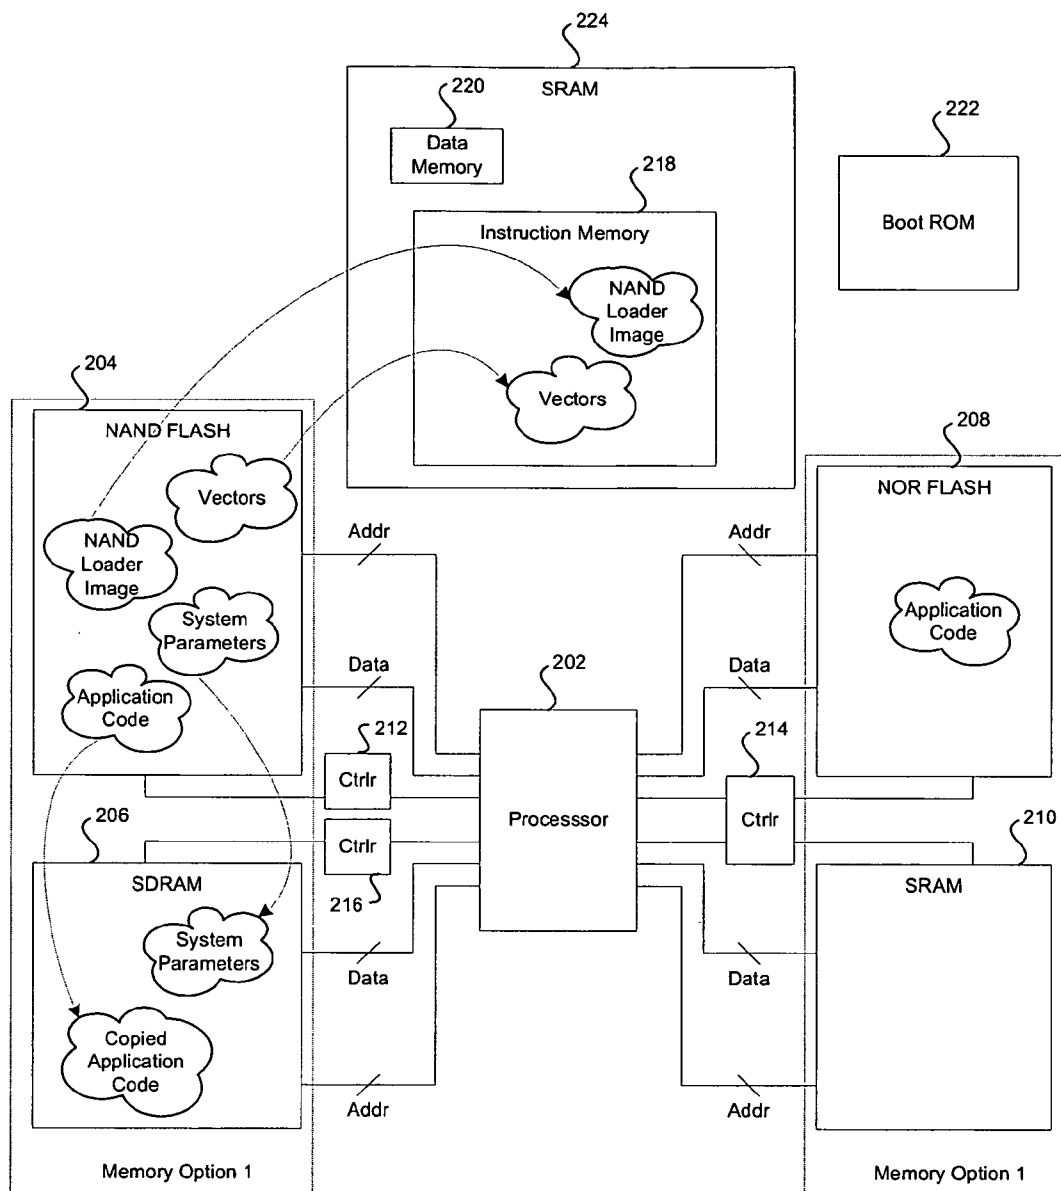 224
SRAM
220
Data
Memory
222
Boot ROM
218
Instruction Memory
NAND
Loader
Image
Vectors
204
NAND FLASH
Vectors
NAND
Loader
Image
System
Parameters
Application
Code
208
NOR FLASH
Application
Code
Addr
Addr
Data
Data
202
Processsor
212
Ctrlr
214
Ctrlr
Ctrlr
216
206
SDRAM
System
Parameters
Copied
Application
Code
210
SRAM
Data
Data
Addr
Addr
Memory Option 1
Memory Option 1